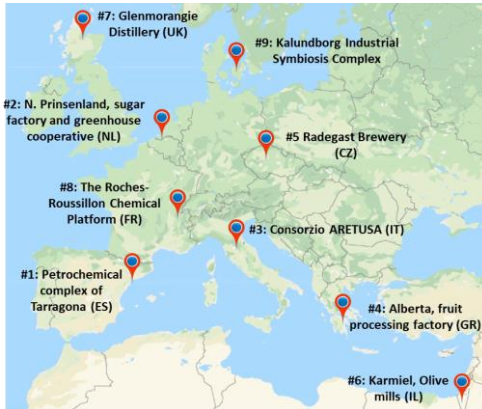 #7: Glenmorangie
Distillery (UK)
#9: Kalundborg Industrial
Symbiosis Complex
#2: N. Prinsenland, sugar
factory and greenhouse
cooperative (NL)
#5 Radegast Brewery
(CZ)
#8: The Roches-
Roussillon Chemical
Platform (FR)
#3: Consorzio ARETUSA (IT)
#1: Petrochemical
complex of
Tarragona (ES)
#4: Alberta, fruit
processing factory (GR)
#6: Karmiel, Olive
mills (IL)